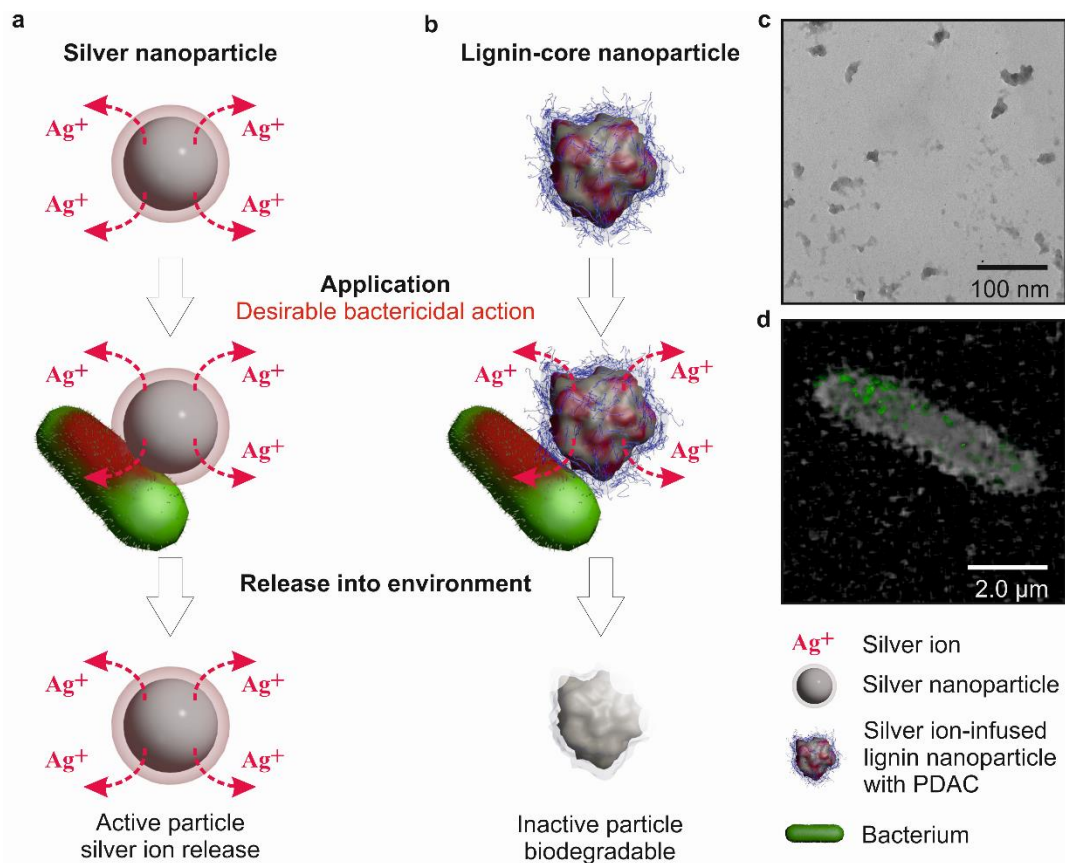 a
Silver nanoparticle
Ag+ Ag+
Ag+ Ag+
b
Lignin-core nanoparticle
Application
Desirable bactericidal action
Ag+ Ag+
Ag+
Ag+ Ag+
Ag+
Release into environment
Ag+ Ag+
Ag+ Ag+
Active particle
silver ion release
Inactive particle
biodegradable
c
100 nm
d
2.0 µm
Ag+ Silver ion
Silver nanoparticle
Silver ion-infused
lignin nanoparticle
with PDAC
Bacterium